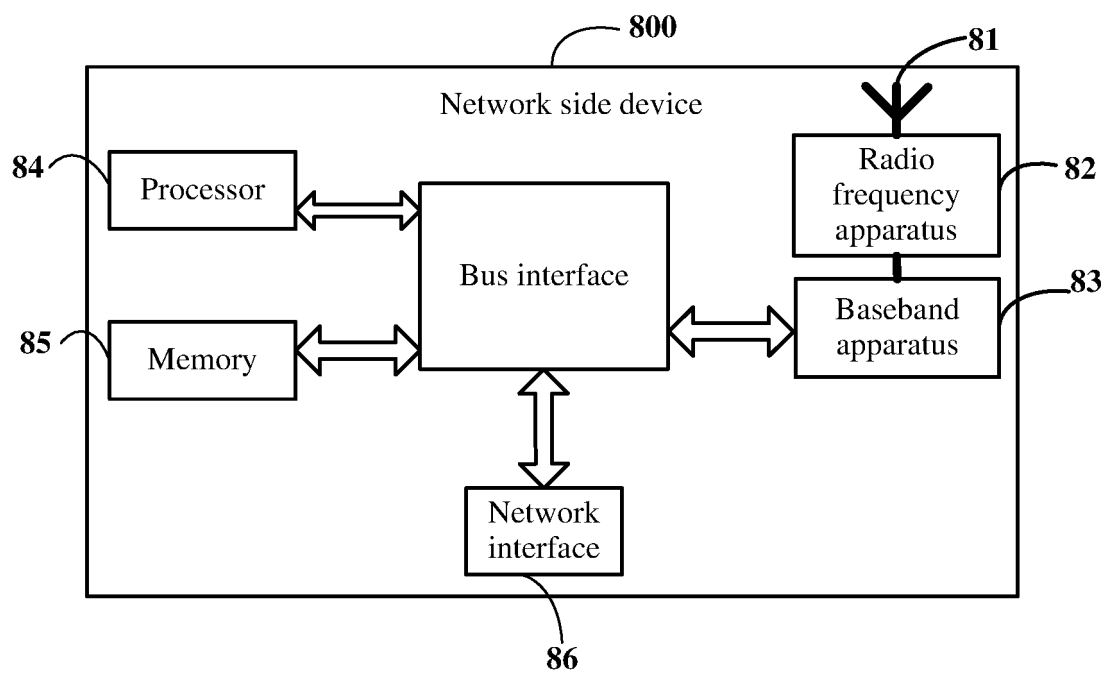 800
81
Network side device
84
Processor
Radio
frequency
apparatus
82
Bus interface
83
Baseband
apparatus
85
Memory
Network
interface
86